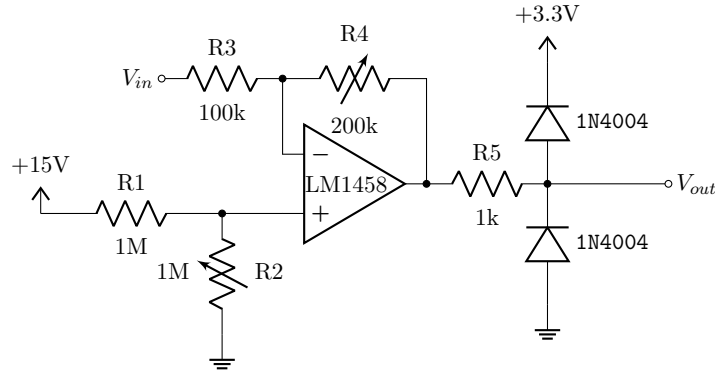 +3.3V
R3
R4
V_in
100k
200k
1N4004
+15V
R1
−
LM1458
+
R5
V_out
1M
1k
1M
R2
1N4004